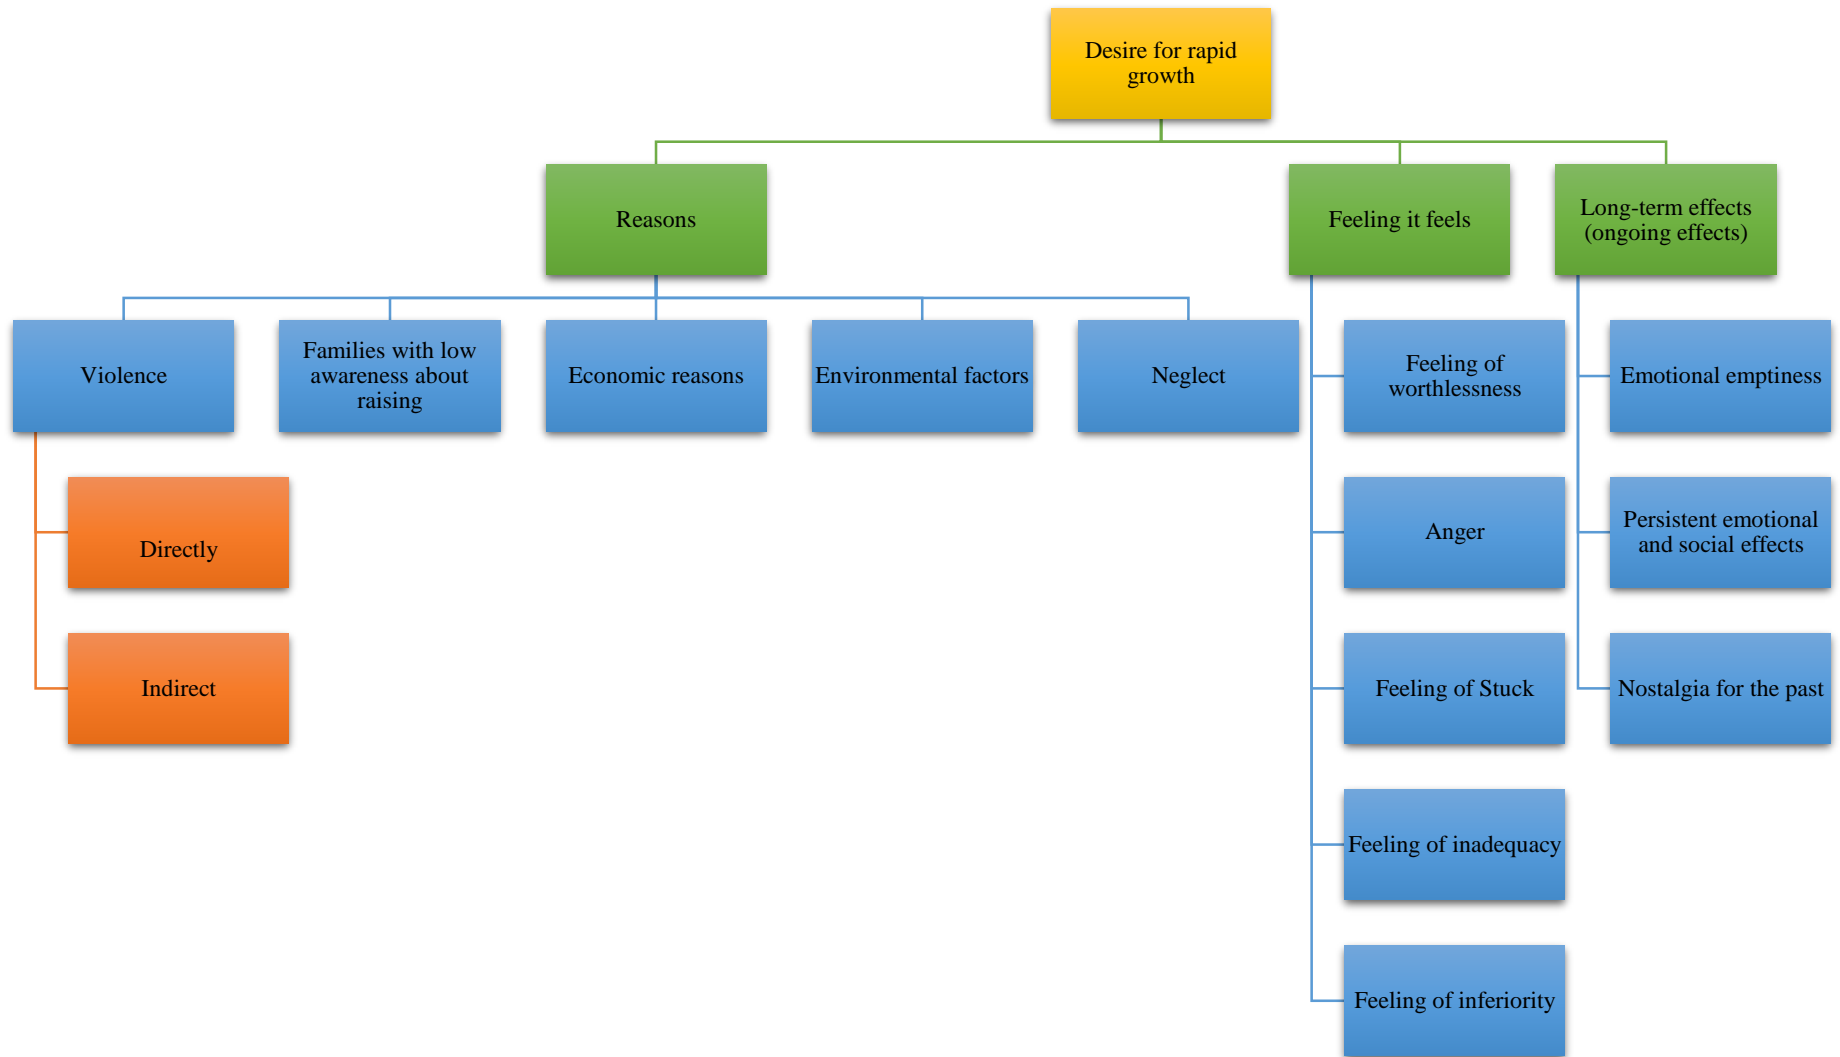 Desire for rapid
growth
Reasons
Feeling it feels
Long-term effects
(ongoing effects)
Violence
Families with low
awareness about
raising
Economic reasons
Environmental factors
Neglect
Feeling of
worthlessness
Emotional emptiness
Directly
Anger
Persistent emotional
and social effects
Indirect
Feeling of Stuck
Nostalgia for the past
Feeling of inadequacy
Feeling of inferiority